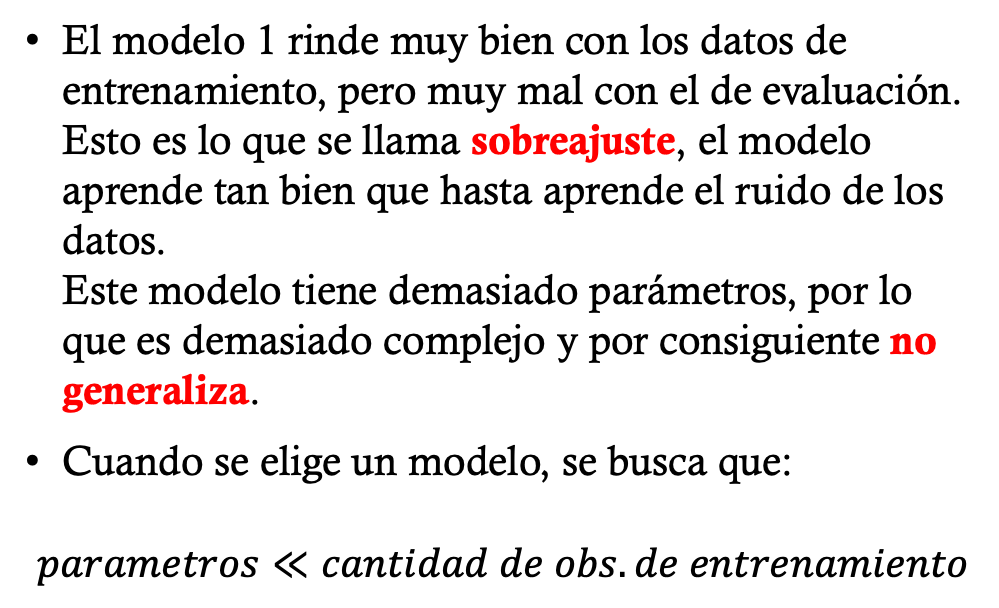 • El modelo 1 rinde muy bien con los datos de
entrenamiento, pero muy mal con el de evaluación.
Esto es lo que se llama sobreajuste, el modelo
aprende tan bien que hasta aprende el ruido de los
datos.
Este modelo tiene demasiado parámetros, por lo
que es demasiado complejo y por consiguiente no
generaliza.
• Cuando se elige un modelo, se busca que:
parametros ≪ cantidad de obs. de entrenamiento